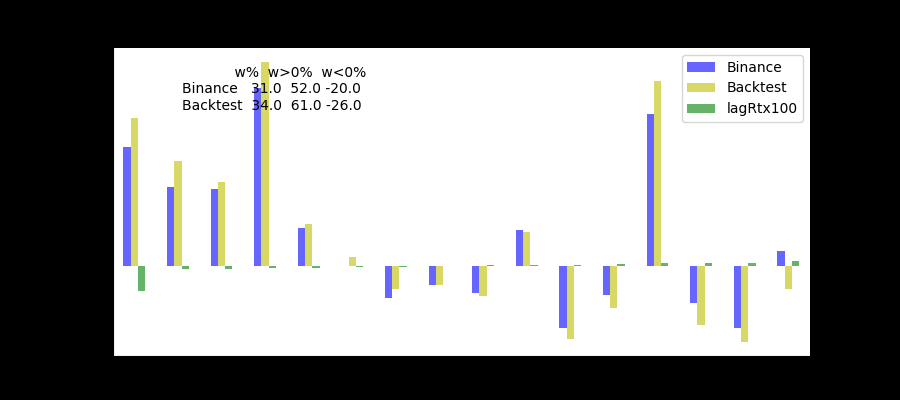 w%  w>0%  w<0%
Binance   31.0  52.0 -20.0
Backtest  34.0  61.0 -26.0
Binance
Backtest
lagRtx100